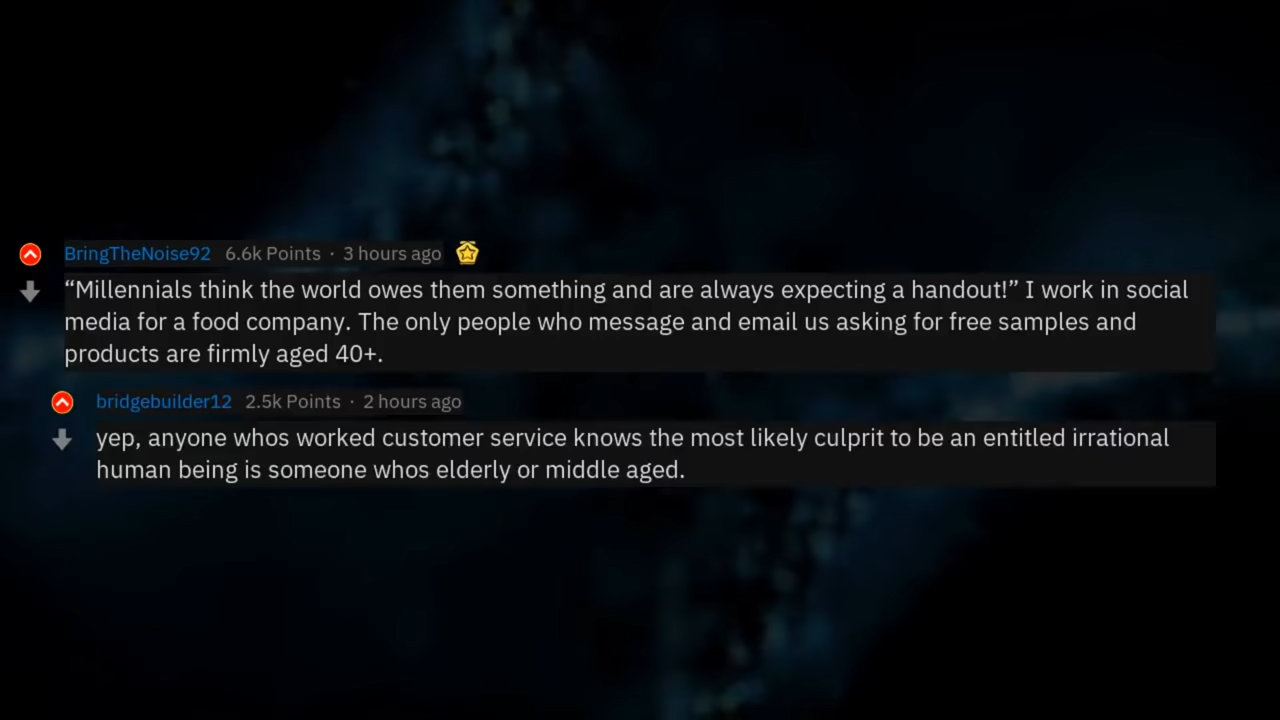 BringTheNoise92 6.6k Points · 3 hours ago
“Millennials think the world owes them something and are always expecting a handout!” I work in social
media for a food company. The only people who message and email us asking for free samples and
products are firmly aged 40+.
bridgebuilder12 2.5k Points · 2 hours ago
yep, anyone whos worked customer service knows the most likely culprit to be an entitled irrational
human being is someone whos elderly or middle aged.